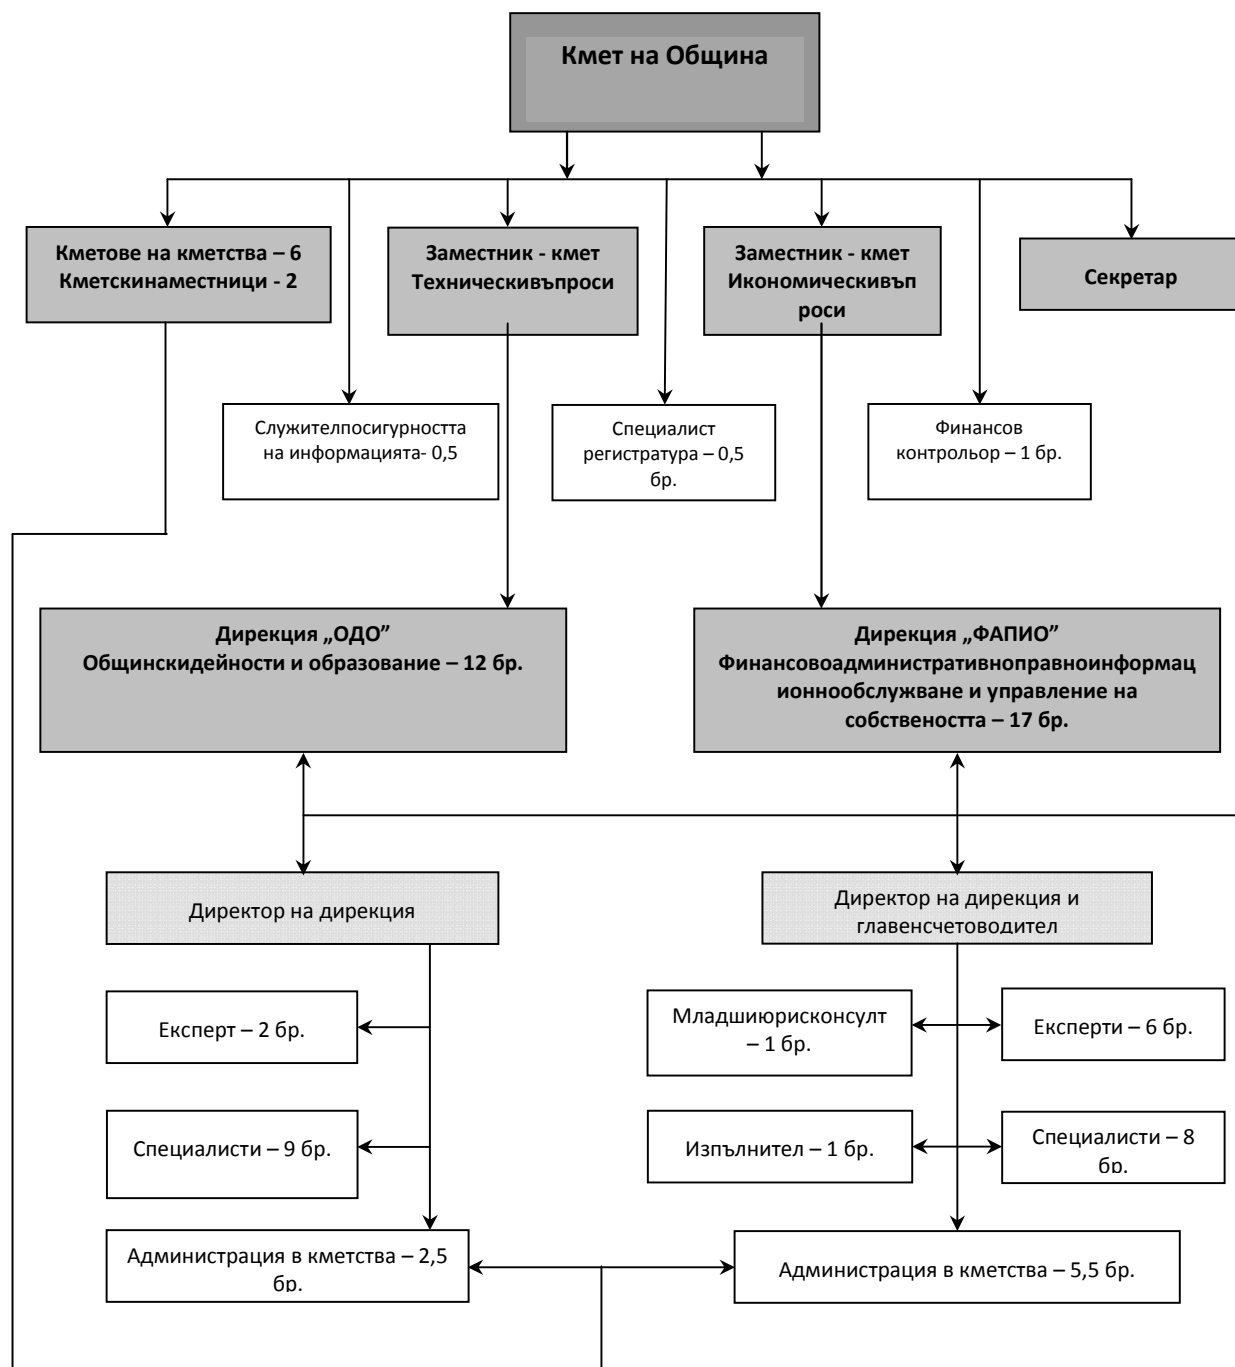 Кмет на Община
Кметове на кметства – 6
Кметскинаместници - 2
Заместник - кмет
Техническивъпроси
Заместник - кмет
Икономическивъп
роси
Секретар
Служителпосигурността
на информацията- 0,5
Специалист
регистратура – 0,5
бр.
Финансов
контрольор – 1 бр.
Дирекция „ОДО”
Общинскидейности и образование – 12 бр.
Дирекция „ФАПИО”
Финансовоадминистративноправноинформац
ионнообслужване и управление на
собствеността – 17 бр.
Директор на дирекция
Директор на дирекция и
главенсчетоводител
Експерт – 2 бр.
Младшиюрисконсулт
– 1 бр.
Експерти – 6 бр.
Специалисти – 9 бр.
Изпълнител – 1 бр.
Специалисти – 8
бр.
Администрация в кметства – 2,5
бр.
Администрация в кметства – 5,5 бр.